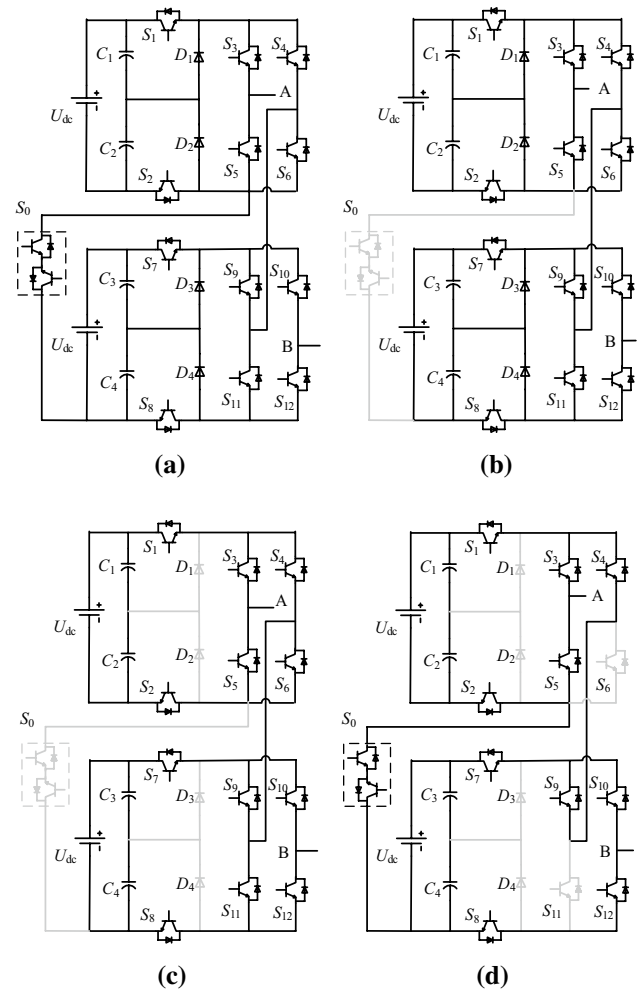 S1 S3 S4
C1 D1
A
Udc
C2 D2
S2 S5 S6
S0
S7 S9 S10
C3 D3
B
Udc
C4 D4
S8 S11 S12
(a)
S1 S3 S4
C1 D1
A
Udc
C2 D2
S2 S5 S6
S0
S7 S9 S10
C3 D3
B
Udc
C4 D4
S8 S11 S12
(b)
S1 S3 S4
C1 D1
A
Udc
C2 D2
S2 S5 S6
S0
S7 S9 S10
C3 D3
B
Udc
C4 D4
S8 S11 S12
(c)
S1 S3 S4
C1 D1
A
Udc
C2 D2
S2 S5 S6
S0
S7 S9 S10
C3 D3
B
Udc
C4 D4
S8 S11 S12
(d)